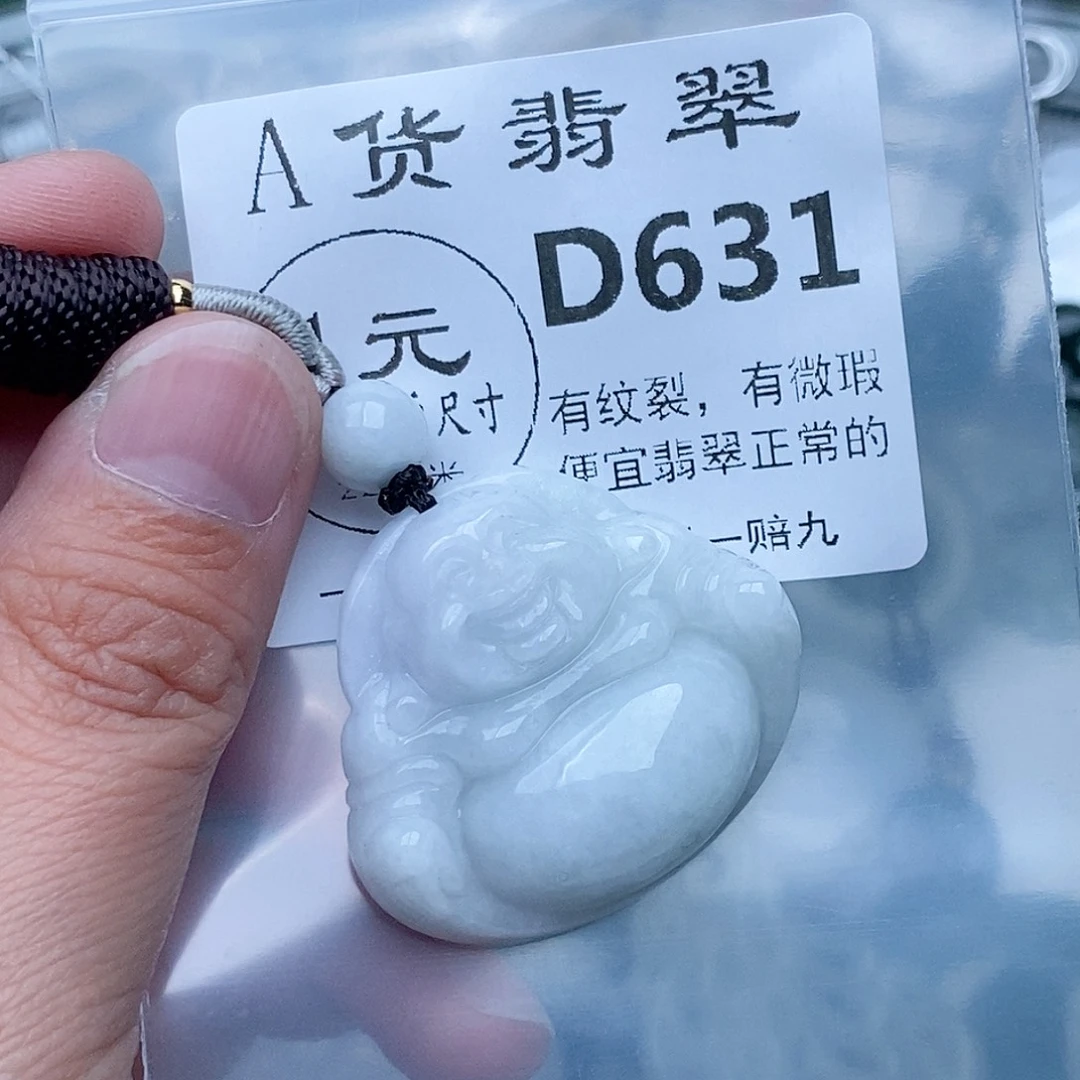 A货翡翠
D631
元
尺寸
米
有纹裂，有微瑕
便宜翡翠正常的
一赔九